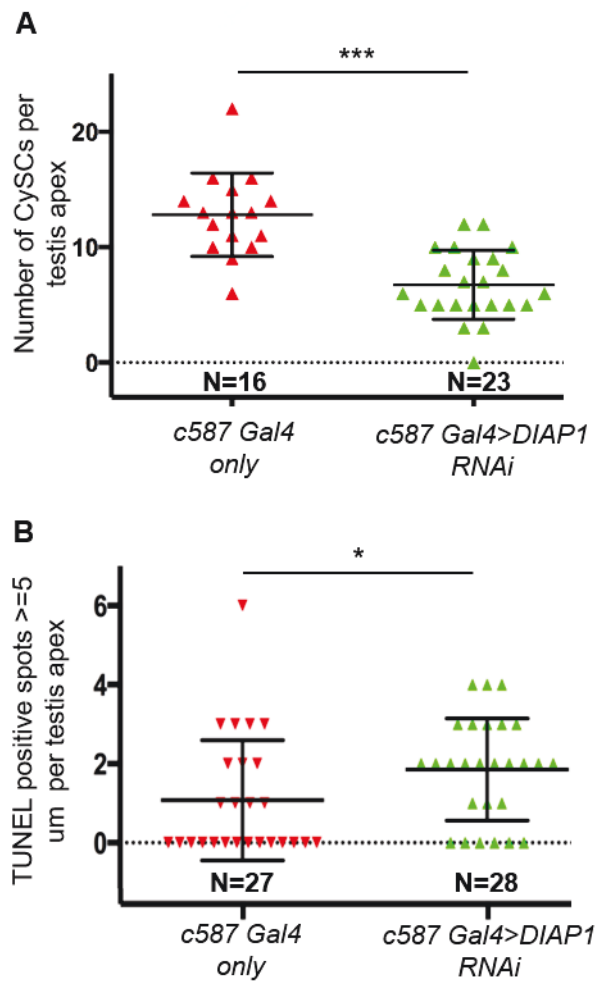 A
***
Number of CySCs per
testis apex
20
10
0
N=16
N=23
c587 Gal4
only
c587 Gal4>DIAP1
RNAi
B
*
TUNEL positive spots >=5
um per testis apex
6
4
2
0
N=27
N=28
c587 Gal4
only
c587 Gal4>DIAP1
RNAi